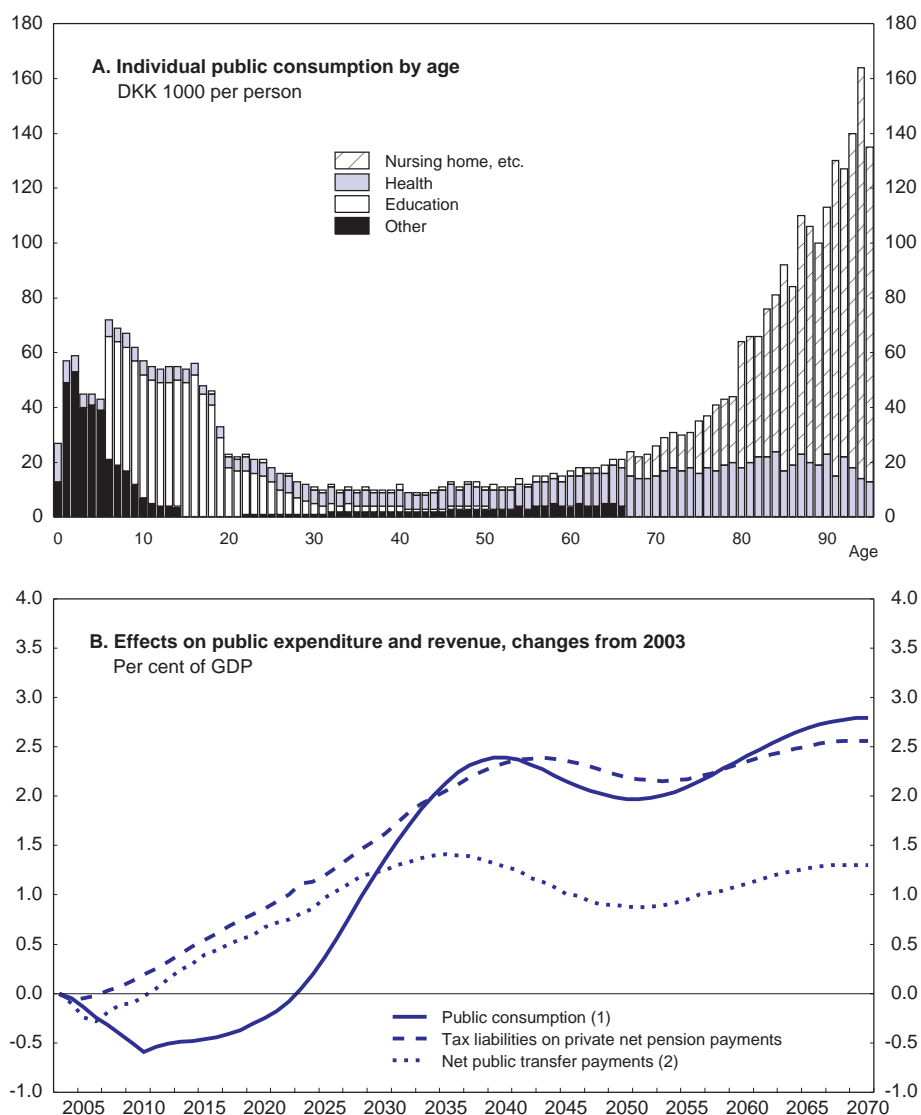 A. Individual public consumption by age
DKK 1000 per person
Nursing home, etc.
Health
Education
Other
180 180
160 160
140 140
120 120
100 100
80 80
60 60
40 40
20 20
0 0
0 10 20 30 40 50 60 70 80 90
Age
B. Effects on public expenditure and revenue, changes from 2003
Per cent of GDP
4.0 4.0
3.5 3.5
3.0 3.0
2.5 2.5
2.0 2.0
1.5 1.5
1.0 1.0
0.5 0.5
0.0 0.0
-0.5 -0.5
-1.0 -1.0
Public consumption (1)
Tax liabilities on private net pension payments
Net public transfer payments (2)
2005 2010 2015 2020 2025 2030 2035 2040 2045 2050 2055 2060 2065 2070